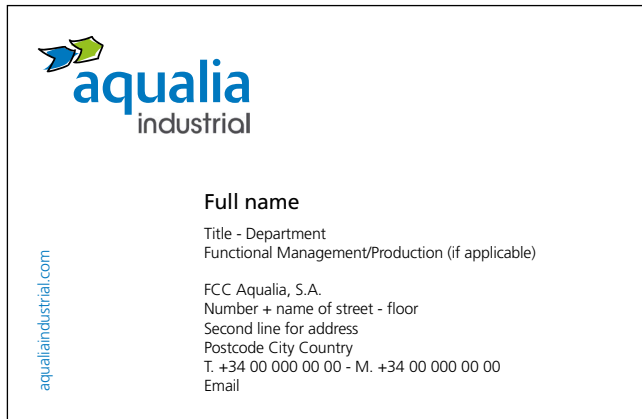 aqualia
industrial
Full name
Title - Department
Functional Management/Production (if applicable)
FCC Aqualia, S.A.
Number + name of street - floor
Second line for address
Postcode City Country
T. +34 00 000 00 00 - M. +34 00 000 00 00
Email
aqualiaindustrial.com